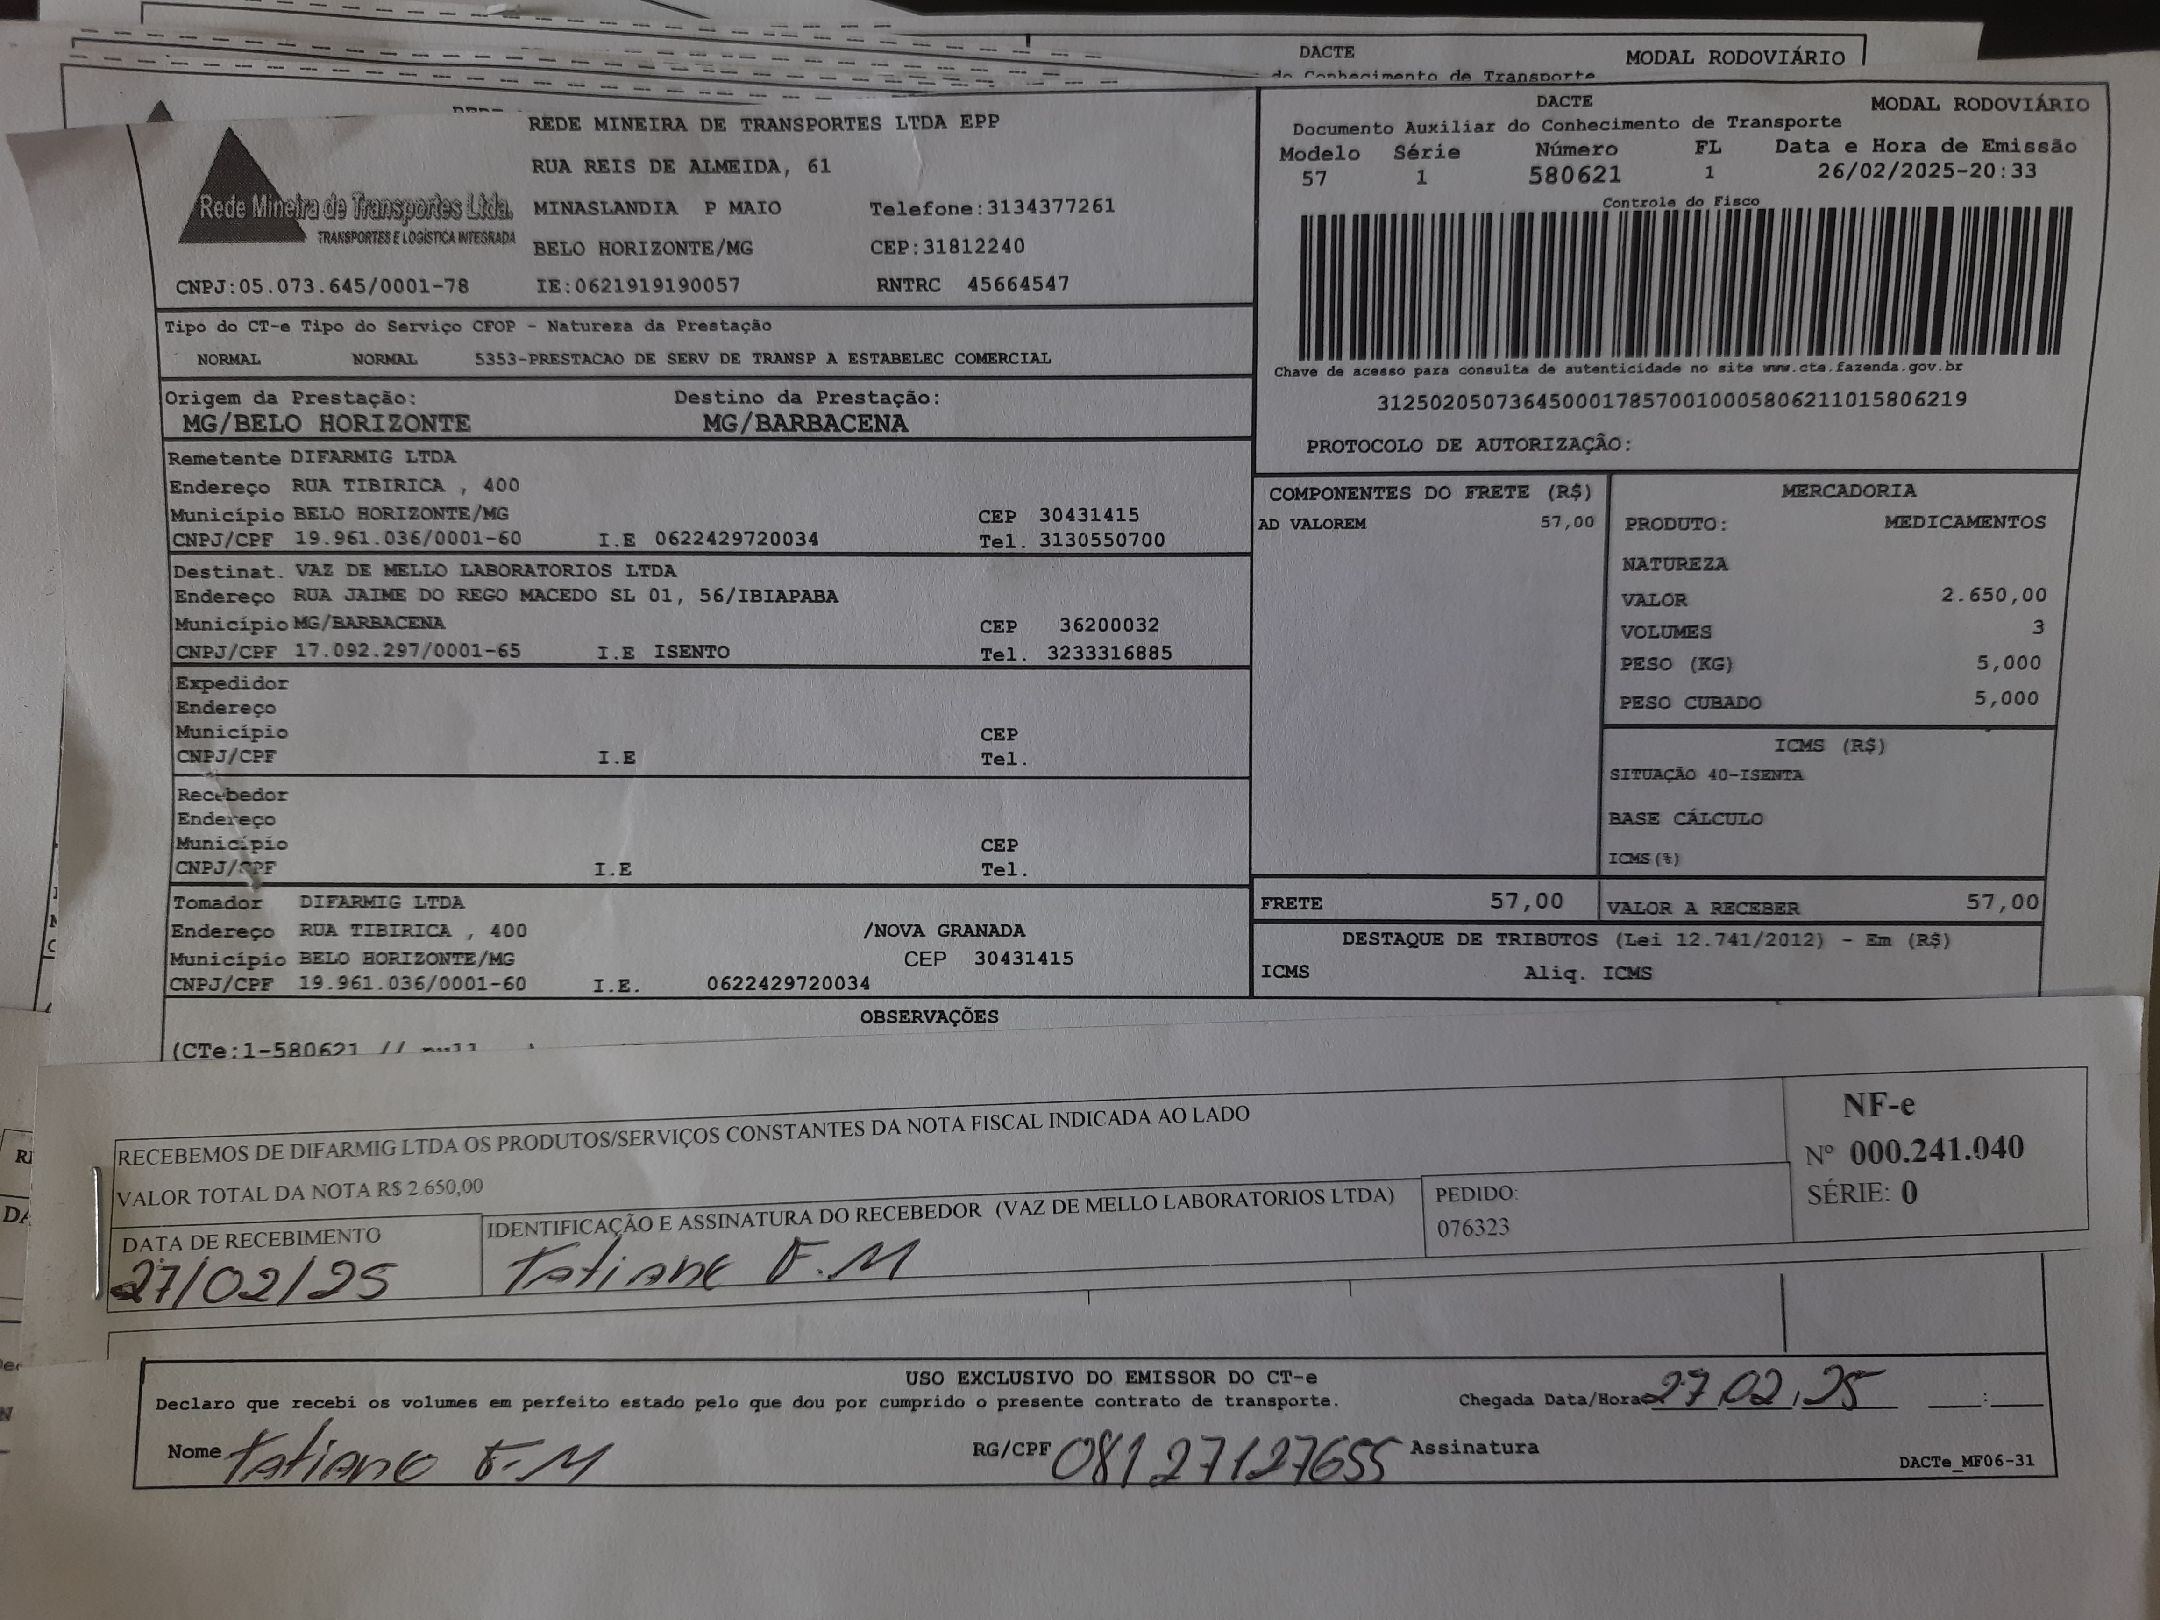 DACTE
MODAL RODOVIÁRIO
do Conhecimento de Transporte
REDE MINEIRA DE TRANSPORTES LTDA EPP
RUA REIS DE ALMEIDA, 61
Rede Mineira de Transportes Ltda.
TRANSPORTES E LOGÍSTICA INTEGRADA
MINASLANDIA P MAIO Telefone:3134377261
BELO HORIZONTE/MG CEP:31812240
CNPJ:05.073.645/0001-78 IE:0621919190057 RNTRC 45664547
DACTE MODAL RODOVIÁRIO
Documento Auxiliar do Conhecimento de Transporte
Modelo Série Número FL Data e Hora de Emissão
57 1 580621 1 26/02/2025-20:33
Controle do Fisco
Chave de acesso para consulta de autenticidade no site www.cte.fazenda.gov.br
31250205073645000178570010005806211015806219
PROTOCOLO DE AUTORIZAÇÃO:
Tipo do CT-e Tipo do Serviço CFOP - Natureza da Prestação
NORMAL NORMAL 5353-PRESTACAO DE SERV DE TRANSP A ESTABELEC COMERCIAL
Origem da Prestação: Destino da Prestação:
MG/BELO HORIZONTE MG/BARBACENA
Remetente DIFARMIG LTDA
Endereço RUA TIBIRICA , 400
Município BELO HORIZONTE/MG CEP 30431415
CNPJ/CPF 19.961.036/0001-60 I.E 0622429720034 Tel. 3130550700
Destinat. VAZ DE MELLO LABORATORIOS LTDA
Endereço RUA JAIME DO REGO MACEDO SL 01, 56/IBIAPABA
Município MG/BARBACENA CEP 36200032
CNPJ/CPF 17.092.297/0001-65 I.E ISENTO Tel. 3233316885
Expedidor
Endereço
Município CEP
CNPJ/CPF I.E Tel.
Recebedor
Endereço
Município CEP
CNPJ/CPF I.E Tel.
Tomador DIFARMIG LTDA
Endereço RUA TIBIRICA , 400 /NOVA GRANADA
Município BELO HORIZONTE/MG CEP 30431415
CNPJ/CPF 19.961.036/0001-60 I.E. 0622429720034
COMPONENTES DO FRETE (R$)
AD VALOREM 57,00
MERCADORIA
PRODUTO: MEDICAMENTOS
NATUREZA
VALOR 2.650,00
VOLUMES 3
PESO (KG) 5,000
PESO CUBADO 5,000
ICMS (R$)
SITUAÇÃO 40-ISENTA
BASE CÁLCULO
ICMS(%)
FRETE 57,00 VALOR A RECEBER 57,00
DESTAQUE DE TRIBUTOS (Lei 12.741/2012) - Em (R$)
ICMS Aliq. ICMS
OBSERVAÇÕES
(CTe:1-580621 // null
RECEBEMOS DE DIFARMIG LTDA OS PRODUTOS/SERVIÇOS CONSTANTES DA NOTA FISCAL INDICADA AO LADO
VALOR TOTAL DA NOTA R$ 2.650,00
DATA DE RECEBIMENTO
27/02/25
IDENTIFICAÇÃO E ASSINATURA DO RECEBEDOR (VAZ DE MELLO LABORATORIOS LTDA)
Tatiane F.M
PEDIDO:
076323
NF-e
Nº 000.241.040
SÉRIE: 0
USO EXCLUSIVO DO EMISSOR DO CT-e
Declaro que recebi os volumes em perfeito estado pelo que dou por cumprido o presente contrato de transporte. Chegada Data/Hora 27/02/25 :
Nome Tatiane F.M RG/CPF 08127127655 Assinatura
DACTe_MF06-31